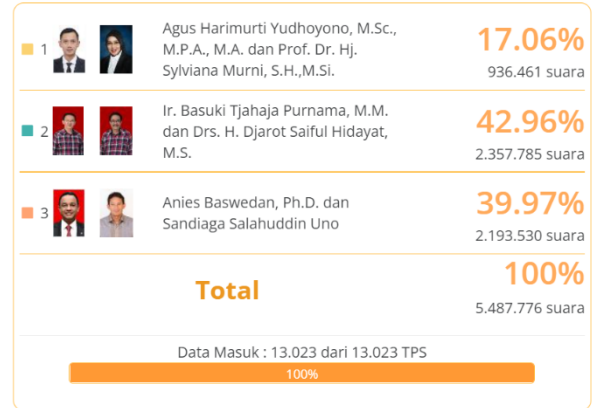 1
Agus Harimurti Yudhoyono, M.Sc.,
M.P.A., M.A. dan Prof. Dr. Hj.
Sylviana Murni, S.H.,M.Si.
17.06%
936.461 suara
2
Ir. Basuki Tjahaja Purnama, M.M.
dan Drs. H. Djarot Saiful Hidayat,
M.S.
42.96%
2.357.785 suara
3
Anies Baswedan, Ph.D. dan
Sandiaga Salahuddin Uno
39.97%
2.193.530 suara
Total
100%
5.487.776 suara
Data Masuk : 13.023 dari 13.023 TPS
100%